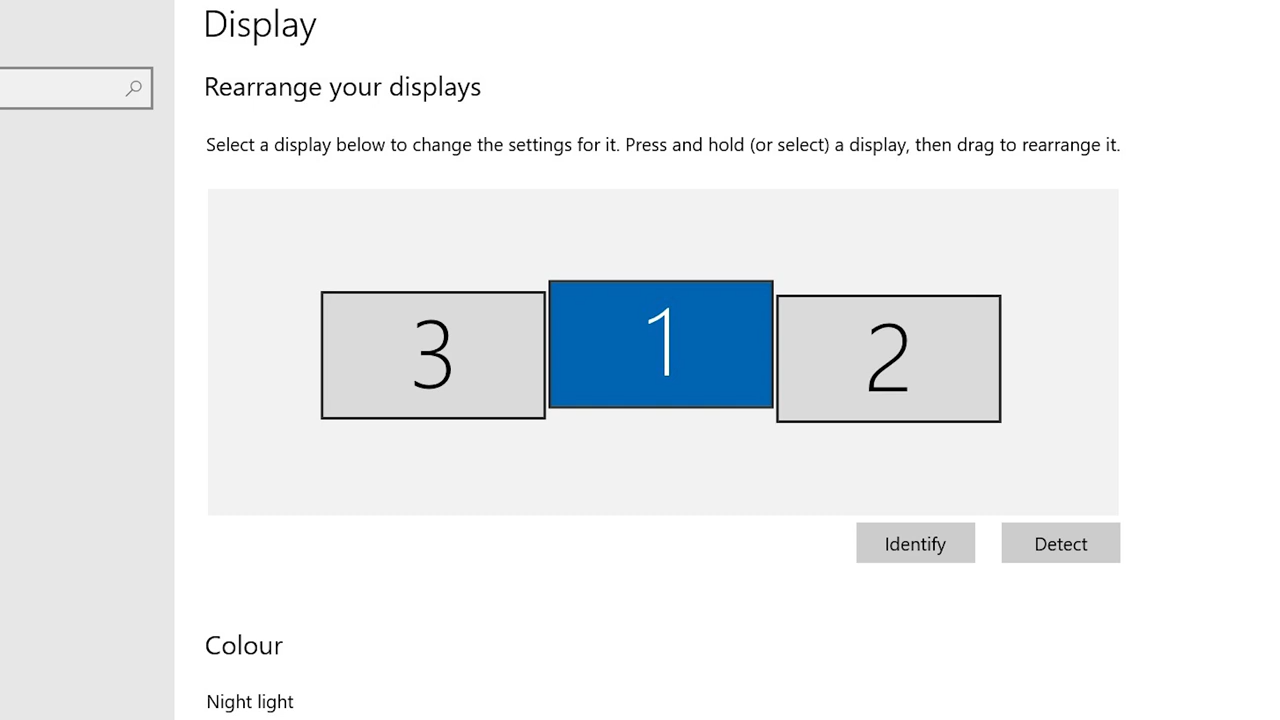 Display
Rearrange your displays
Select a display below to change the settings for it. Press and hold (or select) a display, then drag to rearrange it.
3 1 2
Identify Detect
Colour
Night light